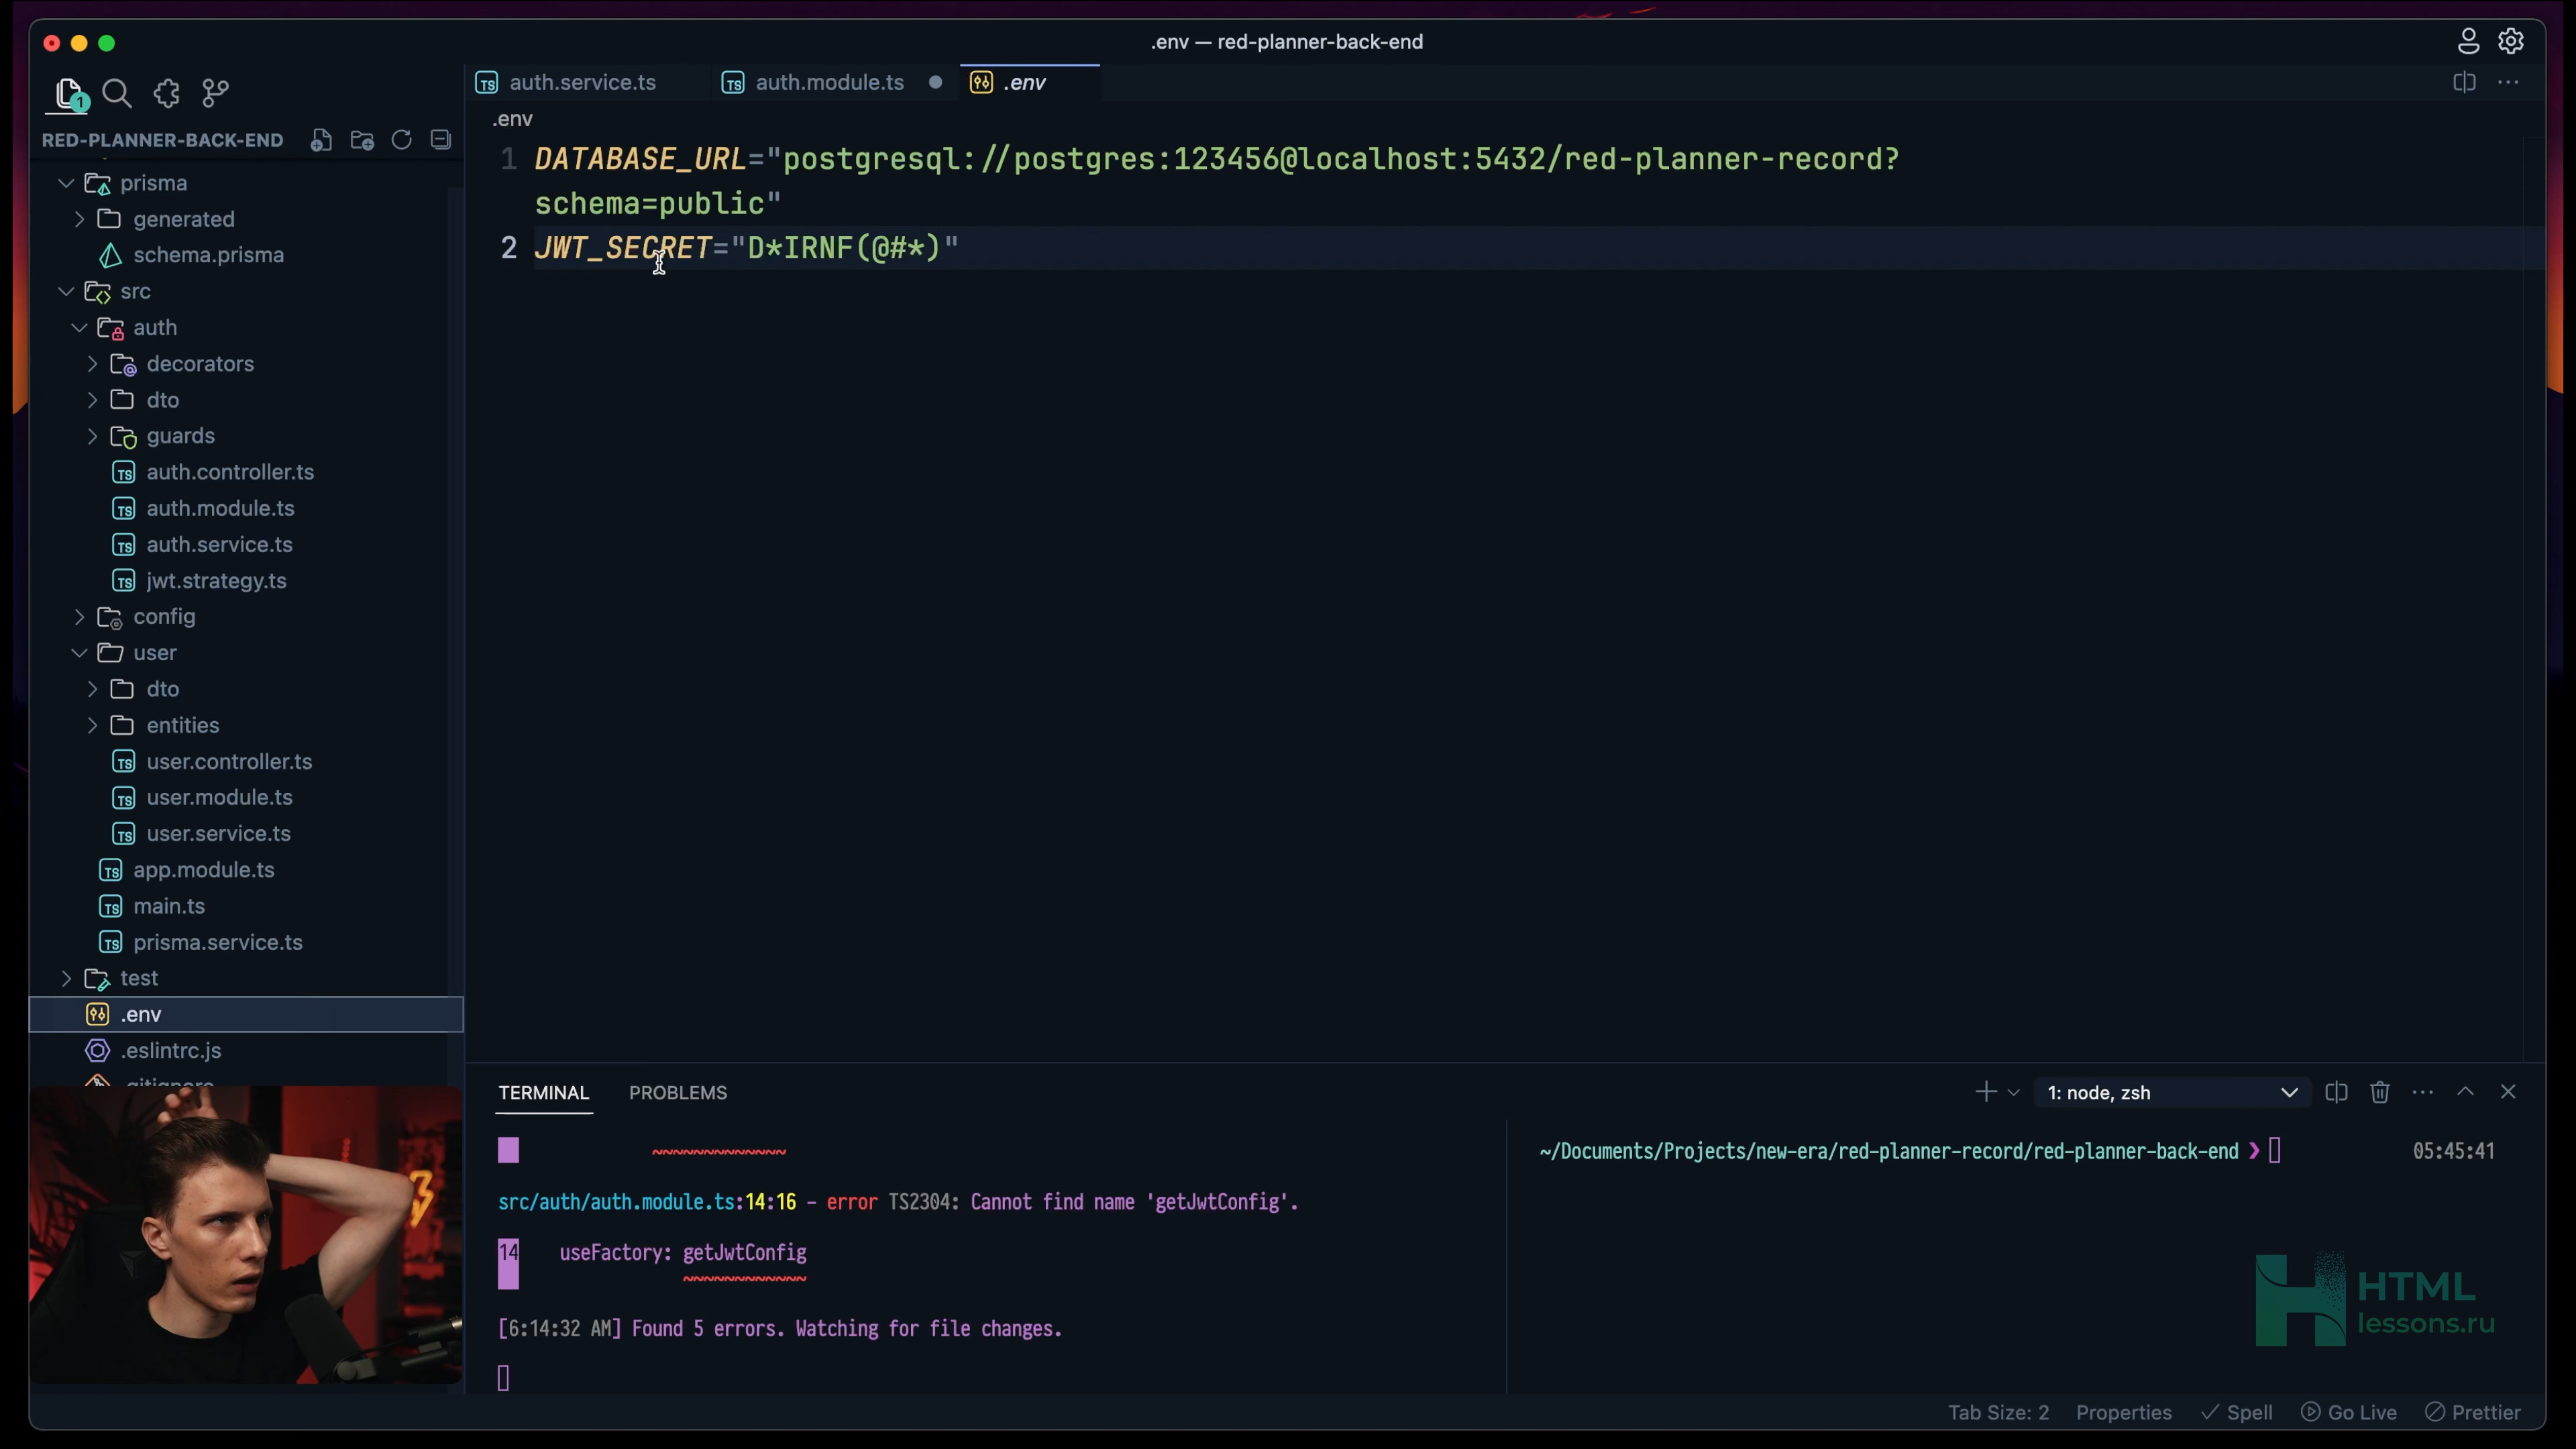 .env — red-planner-back-end
1
RED-PLANNER-BACK-END
prisma
generated
schema.prisma
src
auth
decorators
dto
guards
auth.controller.ts
auth.module.ts
auth.service.ts
jwt.strategy.ts
config
user
dto
entities
user.controller.ts
user.module.ts
user.service.ts
app.module.ts
main.ts
prisma.service.ts
test
.env
.eslintrc.js
.gitignore
TS auth.service.ts
TS auth.module.ts
.env
.env
1 DATABASE_URL="postgresql://postgres:123456@localhost:5432/red-planner-record?
schema=public"
2 JWT_SECRET="D*IRNF(@#*)"
TERMINAL PROBLEMS
1: node, zsh
src/auth/auth.module.ts:14:16 - error TS2304: Cannot find name 'getJwtConfig'.
14 useFactory: getJwtConfig
~~~~~~~~~~~~
[6:14:32 AM] Found 5 errors. Watching for file changes.
~/Documents/Projects/new-era/red-planner-record/red-planner-back-end ❯ 05:45:41
HTML
lessons.ru
Tab Size: 2 Properties Spell Go Live Prettier